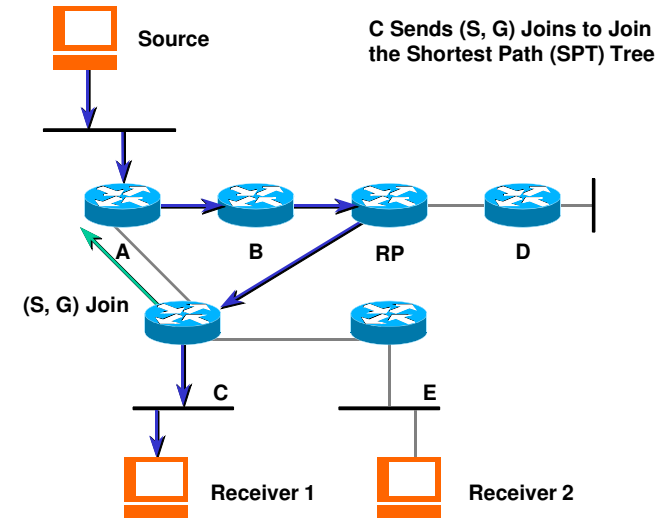 Source
C Sends (S, G) Joins to Join
the Shortest Path (SPT) Tree
A
B
RP
D
(S, G) Join
C
E
Receiver 1
Receiver 2